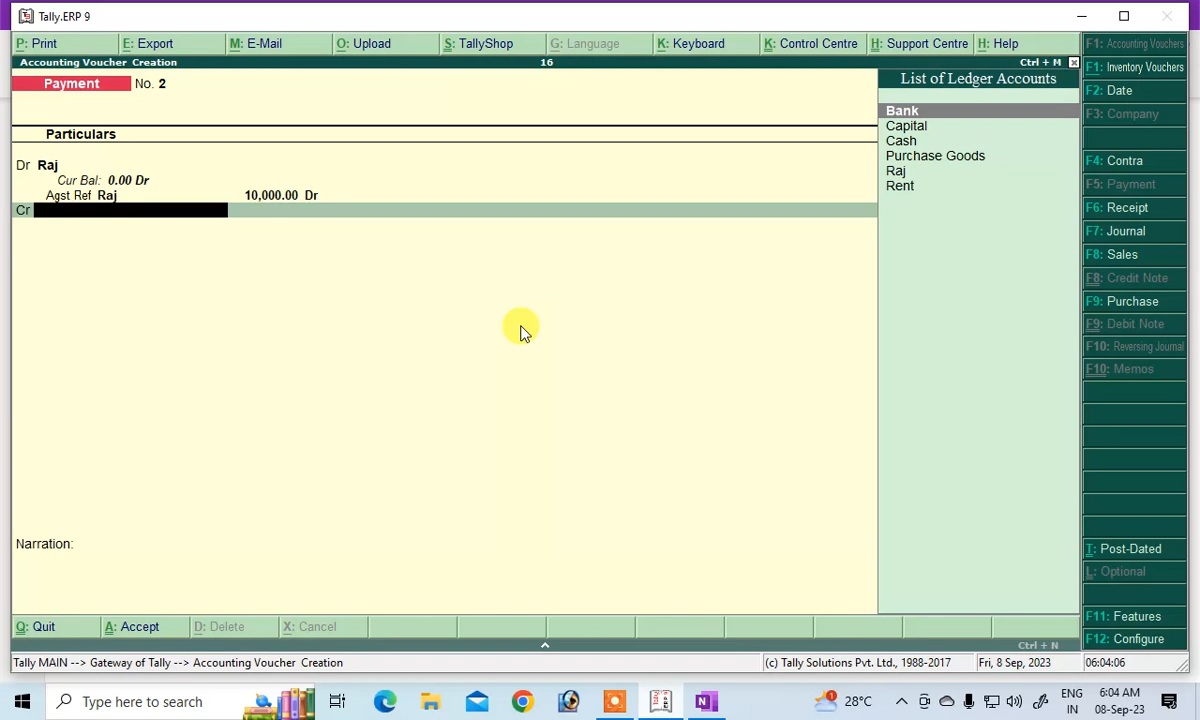 Tally.ERP 9
P: Print
E: Export
M: E-Mail
O: Upload
S: TallyShop
G: Language
K: Keyboard
K: Control Centre
H: Support Centre
H: Help
Accounting Voucher Creation
16
Ctrl + M
Payment No. 2
Particulars
Dr Raj
Cur Bal: 0.00 Dr
Agst Ref Raj 10,000.00 Dr
Cr
Narration:
List of Ledger Accounts
Bank
Capital
Cash
Purchase Goods
Raj
Rent
F1: Accounting Vouchers
F1: Inventory Vouchers
F2: Date
F3: Company
F4: Contra
F5: Payment
F6: Receipt
F7: Journal
F8: Sales
F8: Credit Note
F9: Purchase
F9: Debit Note
F10: Reversing Journal
F10: Memos
T: Post-Dated
L: Optional
F11: Features
F12: Configure
Q: Quit
A: Accept
D: Delete
X: Cancel
Ctrl + N
Tally MAIN --> Gateway of Tally --> Accounting Voucher Creation
(c) Tally Solutions Pvt. Ltd., 1988-2017
Fri, 8 Sep, 2023
06:04:06
Type here to search
28°C
ENG
IN
6:04 AM
08-Sep-23